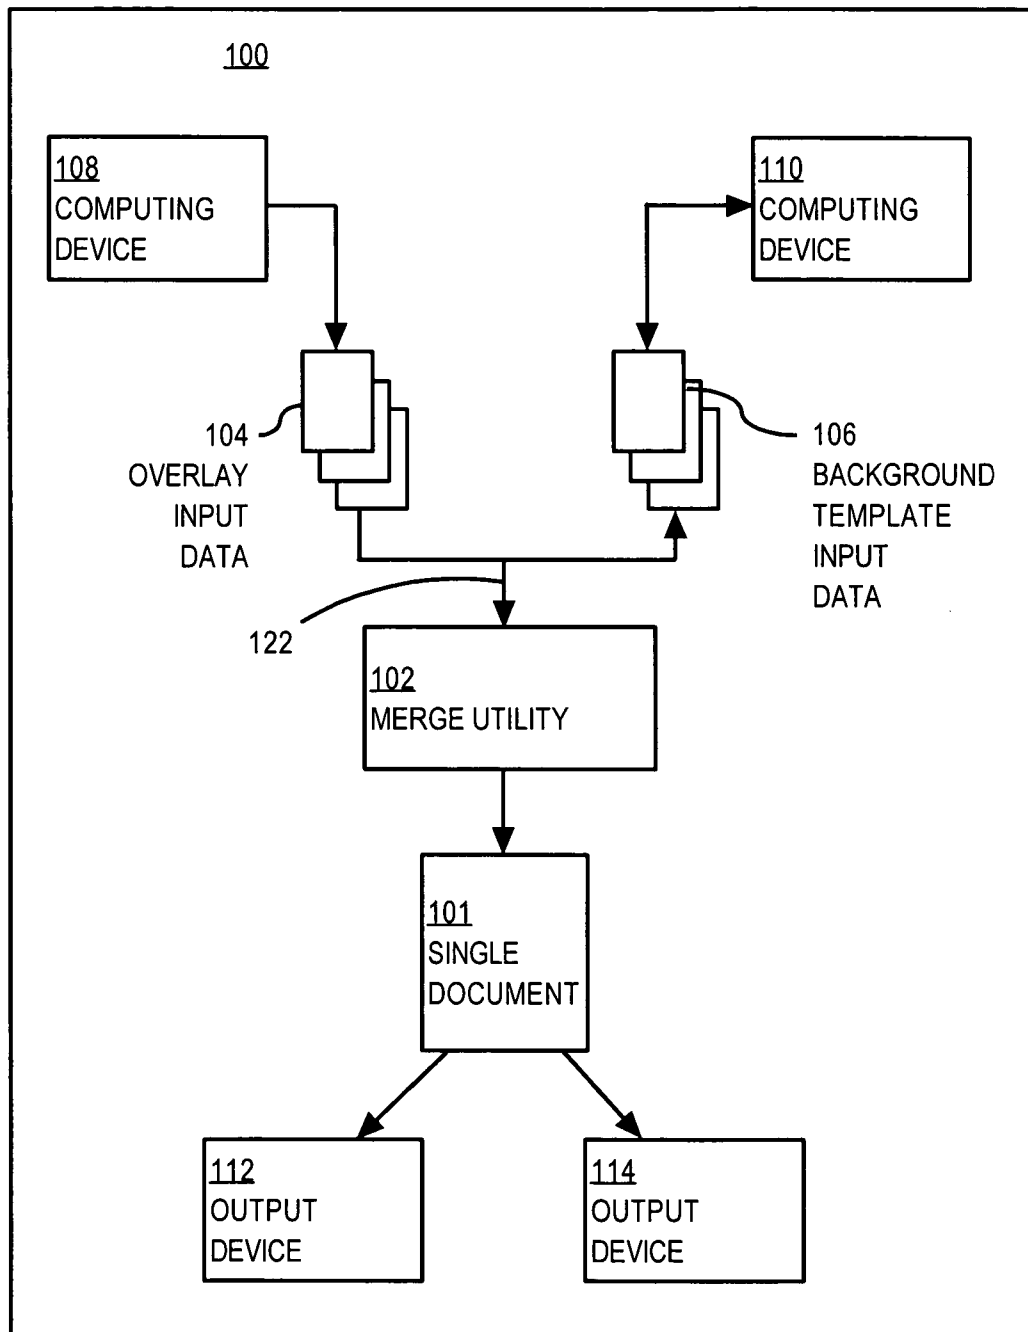 100
108
COMPUTING
DEVICE
110
COMPUTING
DEVICE
104
OVERLAY
INPUT
DATA
106
BACKGROUND
TEMPLATE
INPUT
DATA
122
102
MERGE UTILITY
101
SINGLE
DOCUMENT
112
OUTPUT
DEVICE
114
OUTPUT
DEVICE